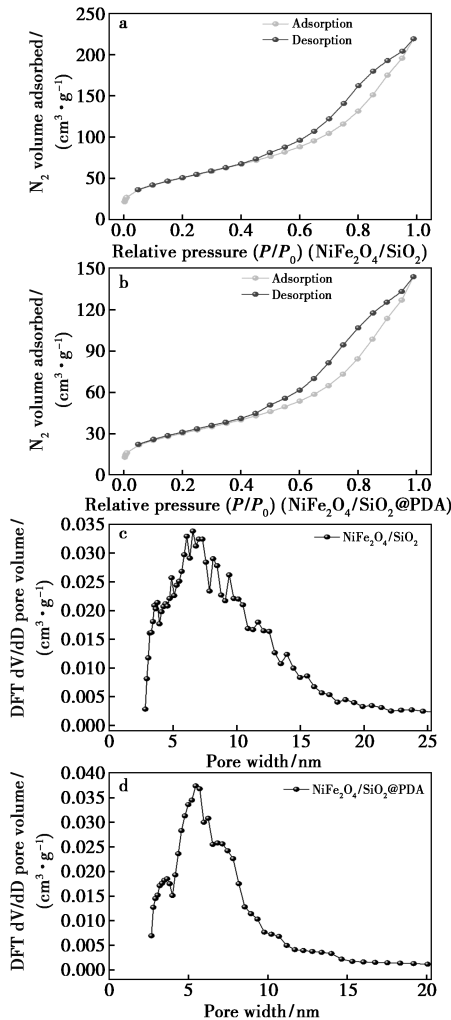 a
Adsorption
Desorption
250
200
150
100
50
0
N₂ volume adsorbed/
(cm³·g⁻¹)
0.0 0.2 0.4 0.6 0.8 1.0
Relative pressure (P/P₀) (NiFe₂O₄/SiO₂)
b
Adsorption
Desorption
150
120
90
60
30
0
N₂ volume adsorbed/
(cm³·g⁻¹)
0.0 0.2 0.4 0.6 0.8 1.0
Relative pressure (P/P₀) (NiFe₂O₄/SiO₂@PDA)
c
NiFe₂O₄/SiO₂
0.035
0.030
0.025
0.020
0.015
0.010
0.005
0.000
DFT dV/dD pore volume /
(cm³·g⁻¹)
0 5 10 15 20 25
Pore width/nm
d
NiFe₂O₄/SiO₂@PDA
0.040
0.035
0.030
0.025
0.020
0.015
0.010
0.005
0.000
DFT dV/dD pore volume /
(cm³·g⁻¹)
0 5 10 15 20
Pore width/nm